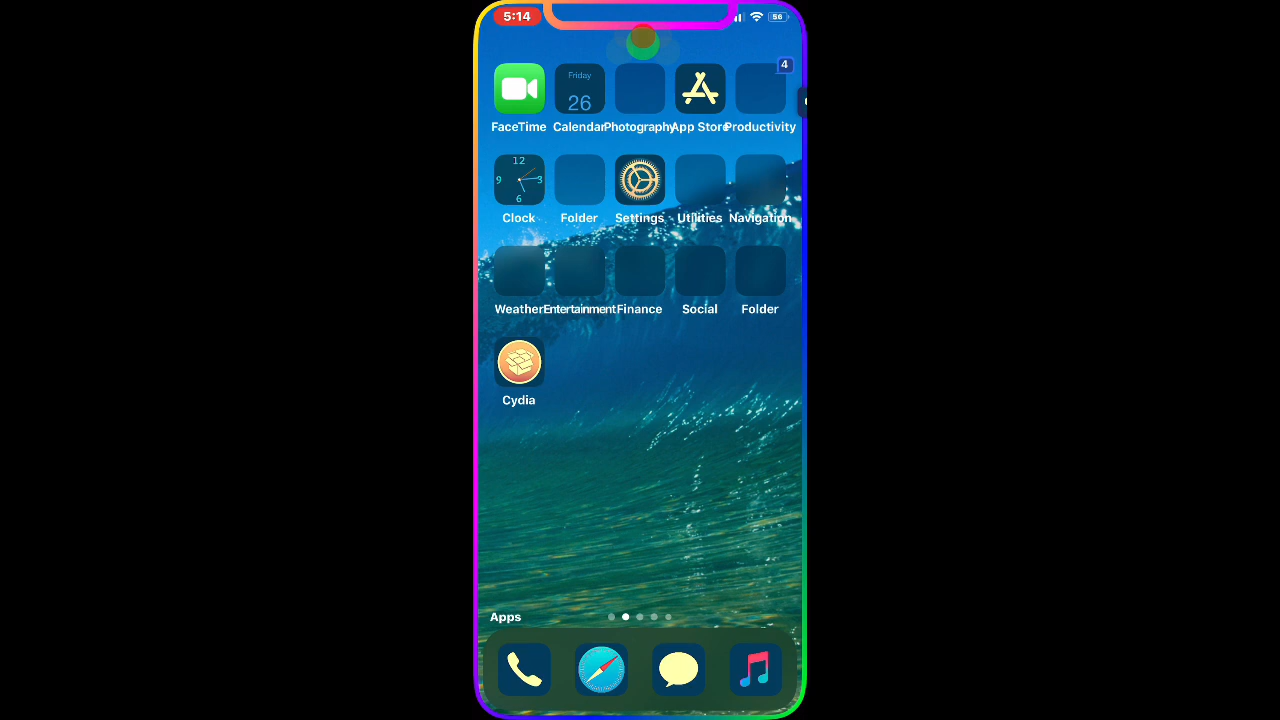 5:14
56
4
Friday
26
FaceTime
Calendar
Photography
App Store
Productivity
12
9
3
6
Clock
Folder
Settings
Utilities
Navigation
Weather
Entertainment
Finance
Social
Folder
Cydia
Apps